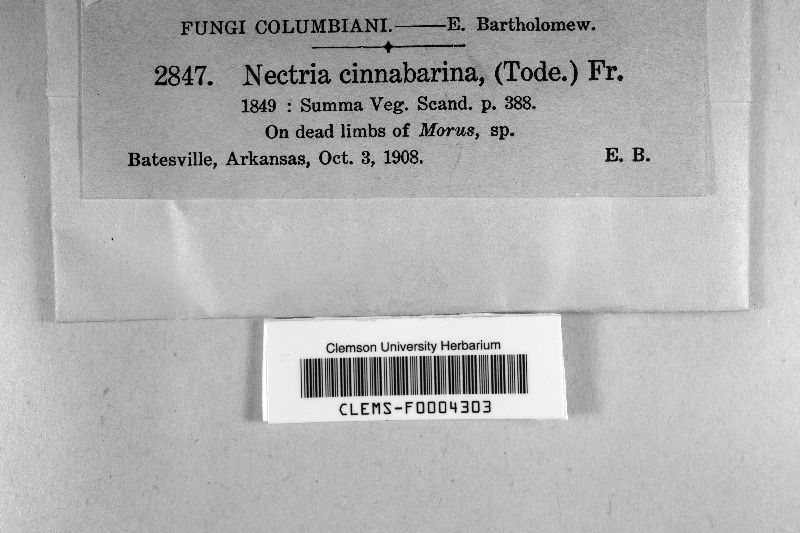 FUNGI COLUMBIANI.——E. Bartholomew.
2847. Nectria cinnabarina, (Tode.) Fr.
1849 : Summa Veg. Scand. p. 388.
On dead limbs of Morus, sp.
Batesville, Arkansas, Oct. 3, 1908. E. B.
Clemson University Herbarium
CLEMS-F0004303